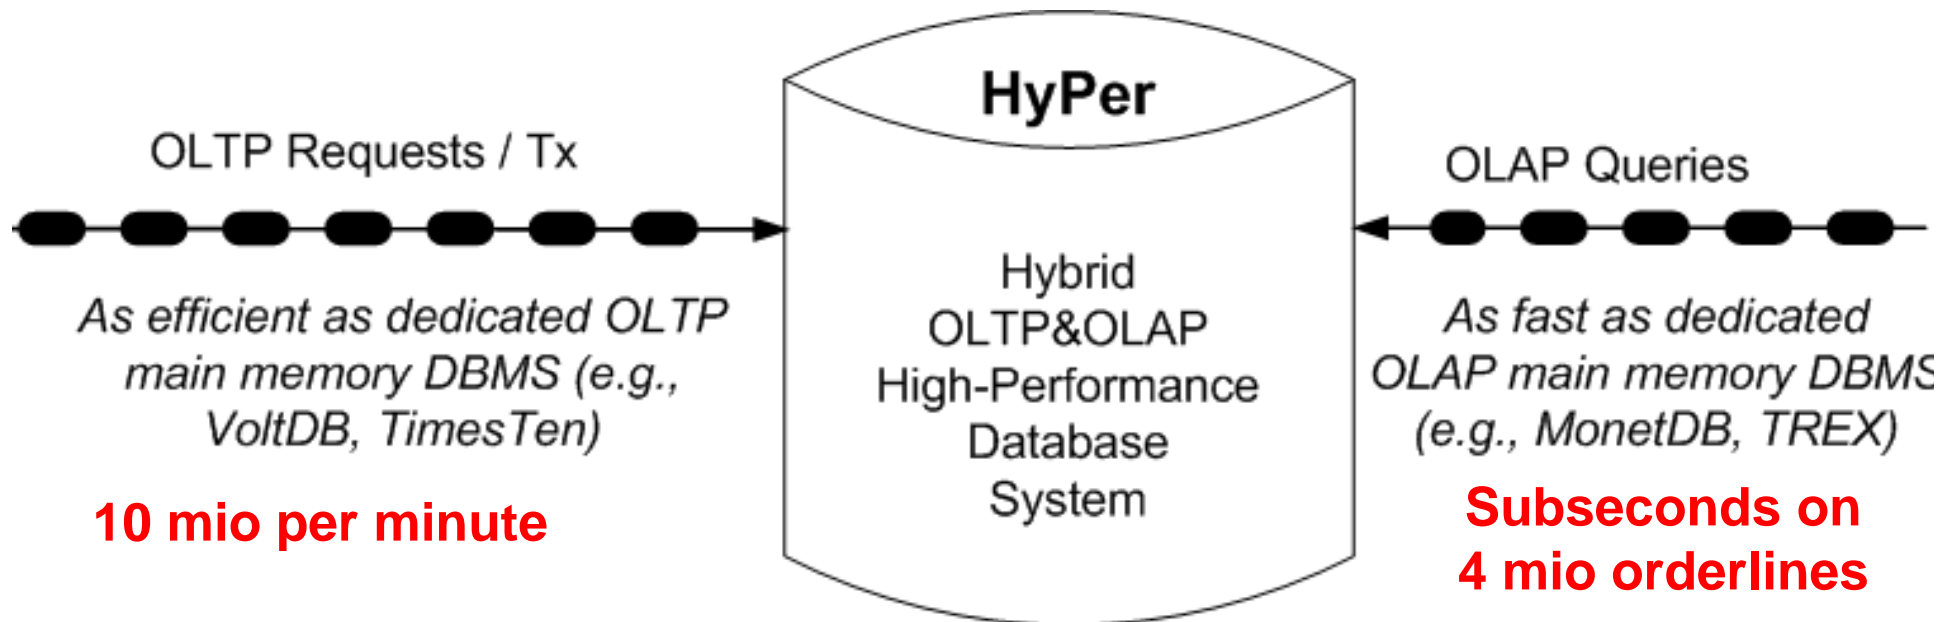 HyPer
OLTP Requests / Tx
As efficient as dedicated OLTP
main memory DBMS (e.g.,
VoltDB, TimesTen)
10 mio per minute
Hybrid
OLTP&OLAP
High-Performance
Database
System
OLAP Queries
As fast as dedicated
OLAP main memory DBMS
(e.g., MonetDB, TREX)
Subseconds on
4 mio orderlines